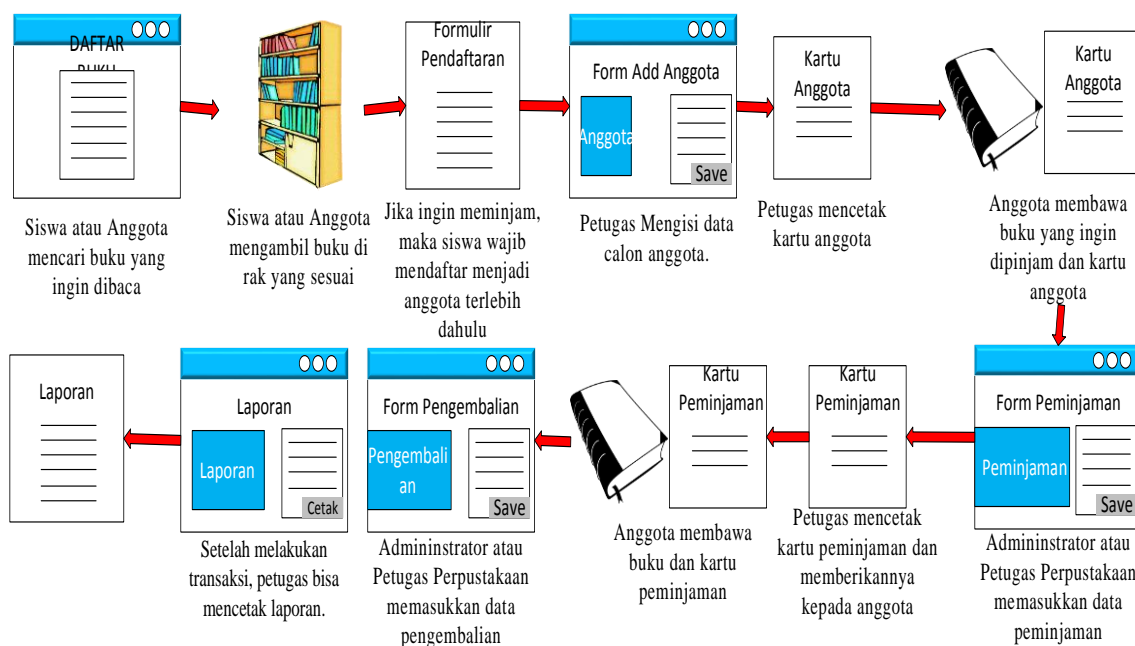 DAFTAR
BUKU
Siswa atau Anggota
mencari buku yang
ingin dibaca
Siswa atau Anggota
mengambil buku di
rak yang sesuai
Formulir
Pendaftaran
Jika ingin meminjam,
maka siswa wajib
mendaftar menjadi
anggota terlebih
dahulu
Form Add Anggota
Anggota
Save
Petugas Mengisi data
calon anggota.
Kartu
Anggota
Petugas mencetak
kartu anggota
Kartu
Anggota
Anggota membawa
buku yang ingin
dipinjam dan kartu
anggota
Form Peminjaman
Peminjaman
Save
Admininstrator atau
Petugas Perpustakaan
memasukkan data
peminjaman
Kartu
Peminjaman
Petugas mencetak
kartu peminjaman dan
memberikannya
kepada anggota
Kartu
Peminjaman
Anggota membawa
buku dan kartu
peminjaman
Form Pengembalian
Pengembali
an
Save
Admininstrator atau
Petugas Perpustakaan
memasukkan data
pengembalian
Laporan
Laporan
Cetak
Setelah melakukan
transaksi, petugas bisa
mencetak laporan.
Laporan